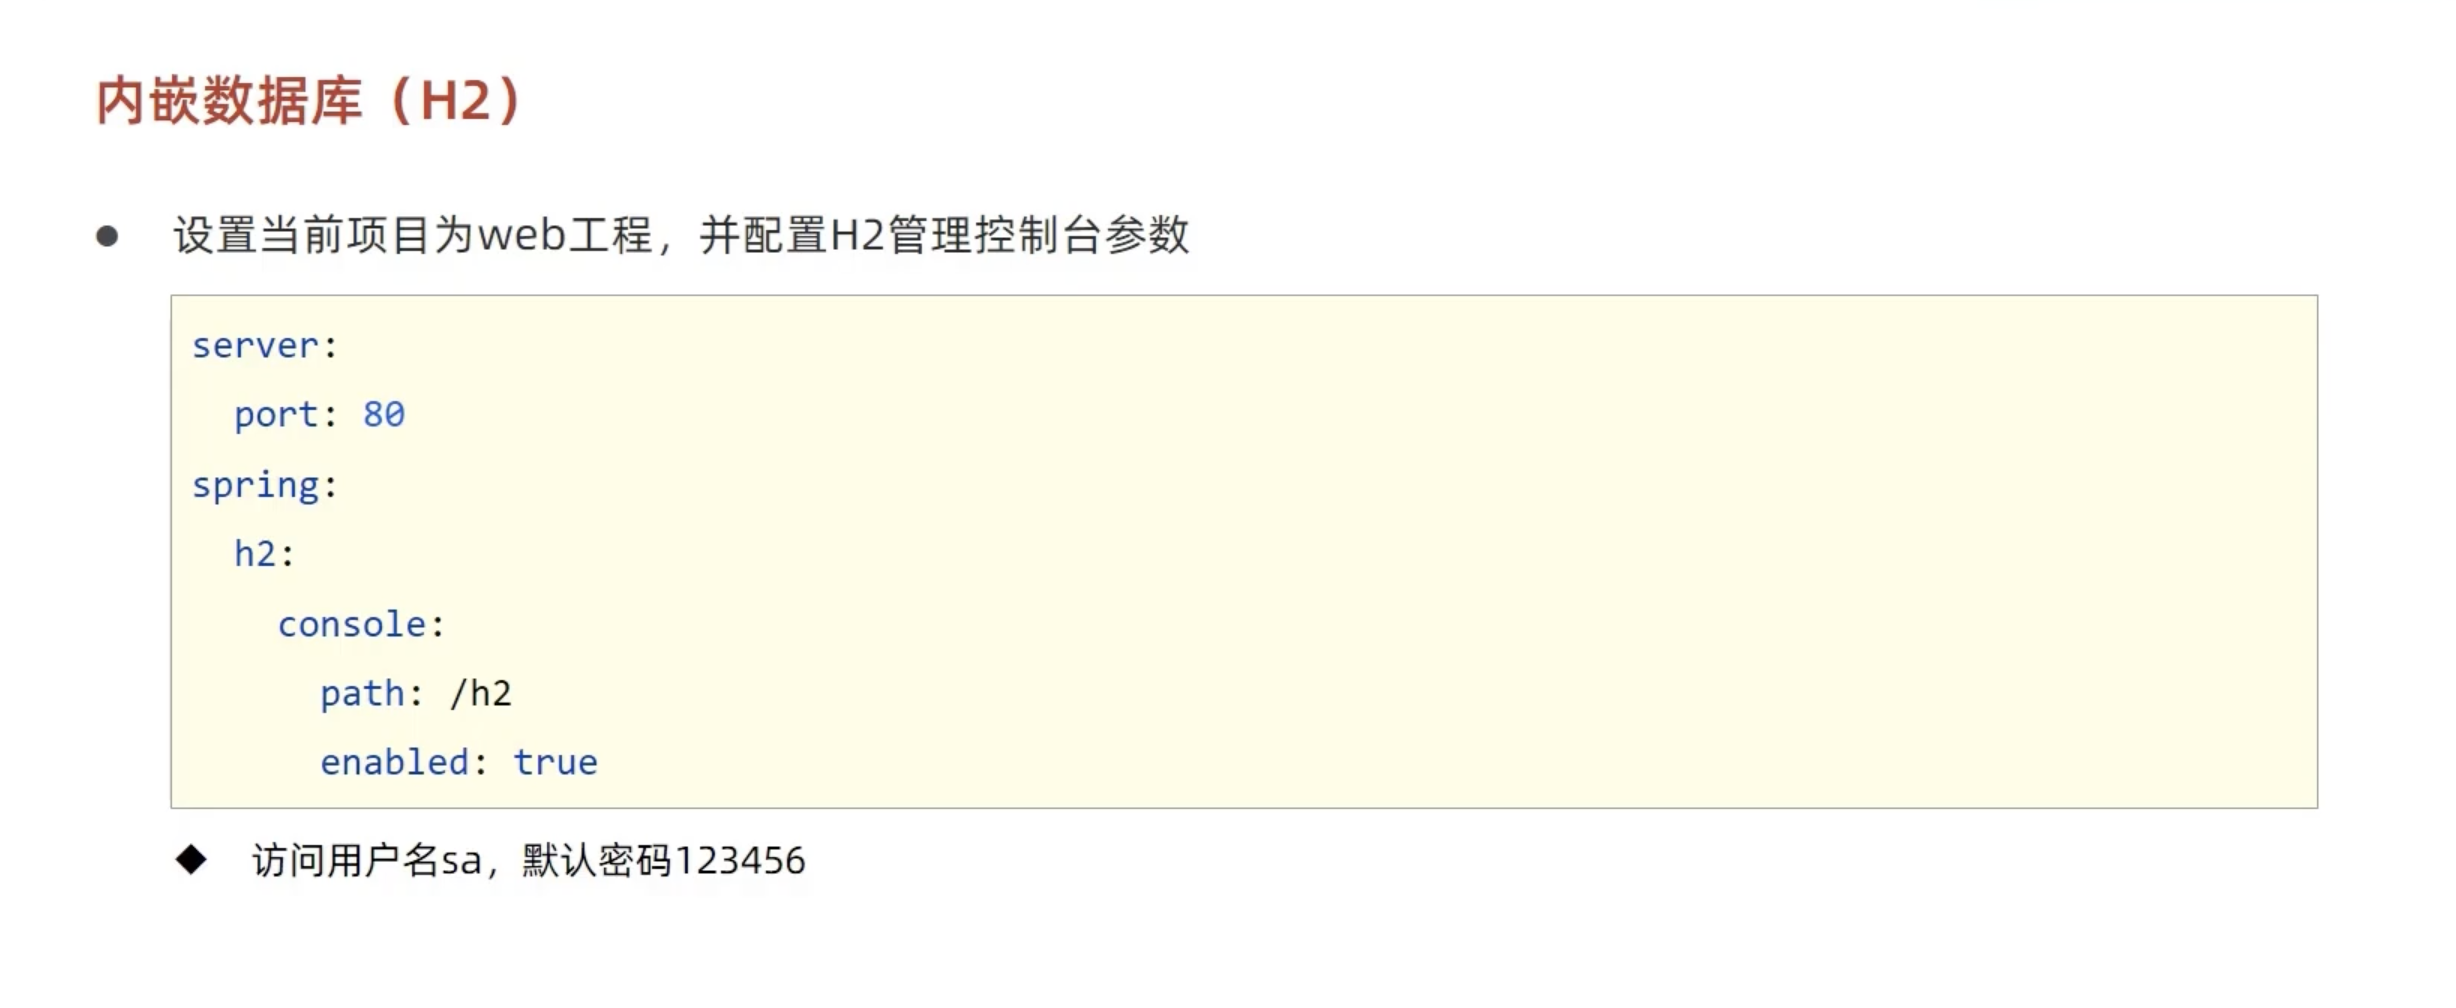 内嵌数据库（H2）
● 设置当前项目为web工程，并配置H2管理控制台参数
server:
  port: 80
spring:
  h2:
    console:
      path: /h2
      enabled: true
◆ 访问用户名sa，默认密码123456